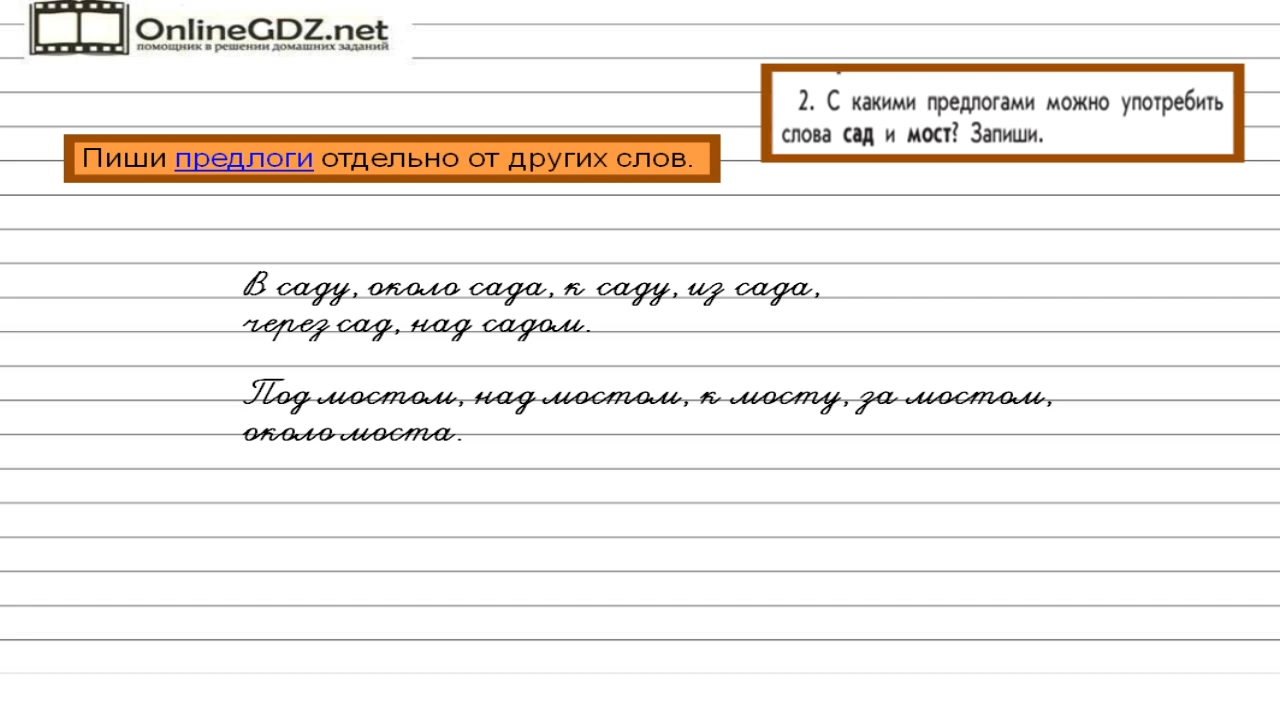 OnlineGDZ.net
помощник в решении домашних заданий
2. С какими предлогами можно употребить
слова сад и мост? Запиши.
Пиши предлоги отдельно от других слов.
В саду, около сада, к саду, из сада,
через сад, над садом.
Под мостом, над мостом, к мосту, за мостом,
около моста.